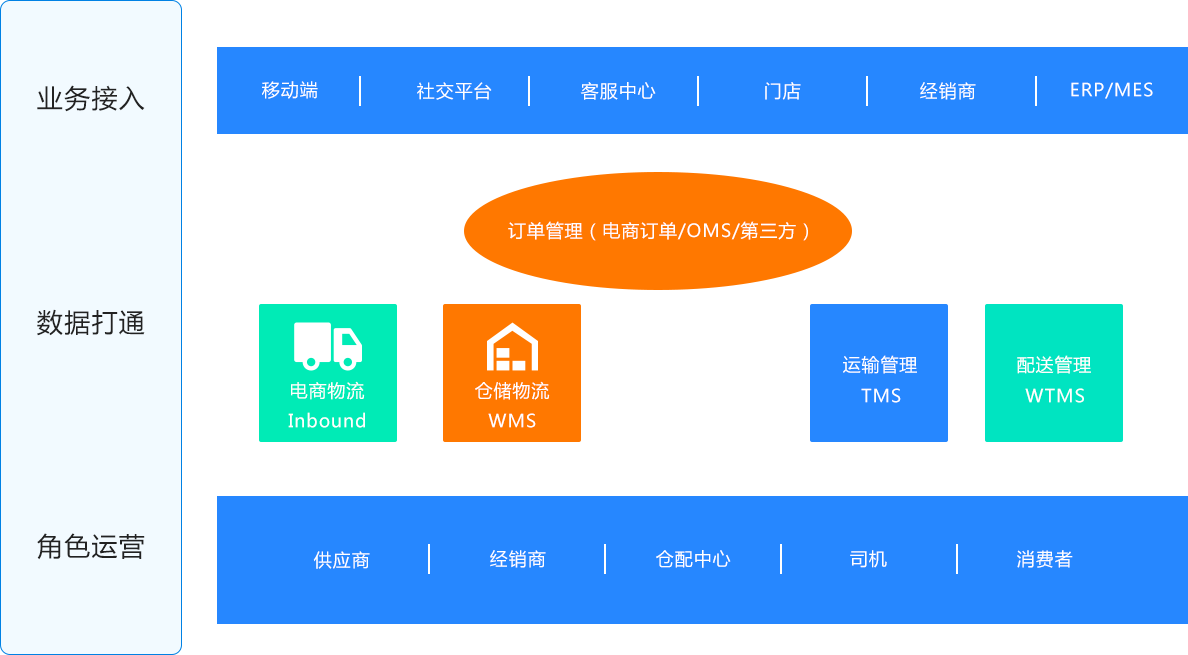 业务接入
移动端
社交平台
客服中心
门店
经销商
ERP/MES
订单管理（电商订单/OMS/第三方）
数据打通
电商物流
Inbound
仓储物流
WMS
运输管理
TMS
配送管理
WTMS
角色运营
供应商
经销商
仓配中心
司机
消费者